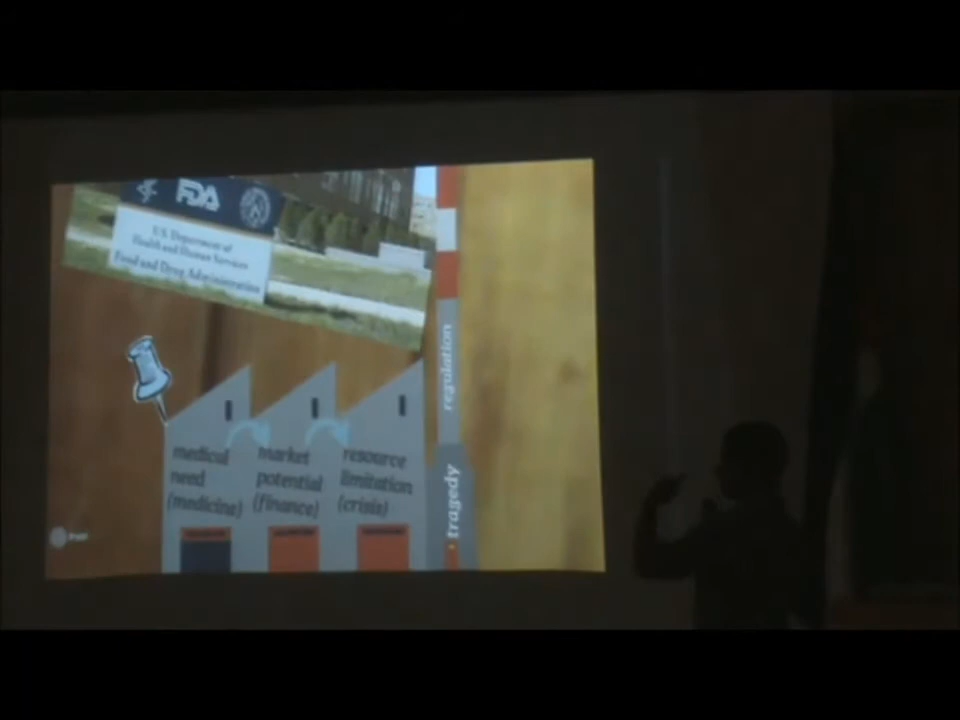 FDA
U.S. Department of
Health and Human Services
Food and Drug Administration
medical
need
(medicine)
market
potential
(finance)
resource
limitation
(crisis)
regulation
tragedy